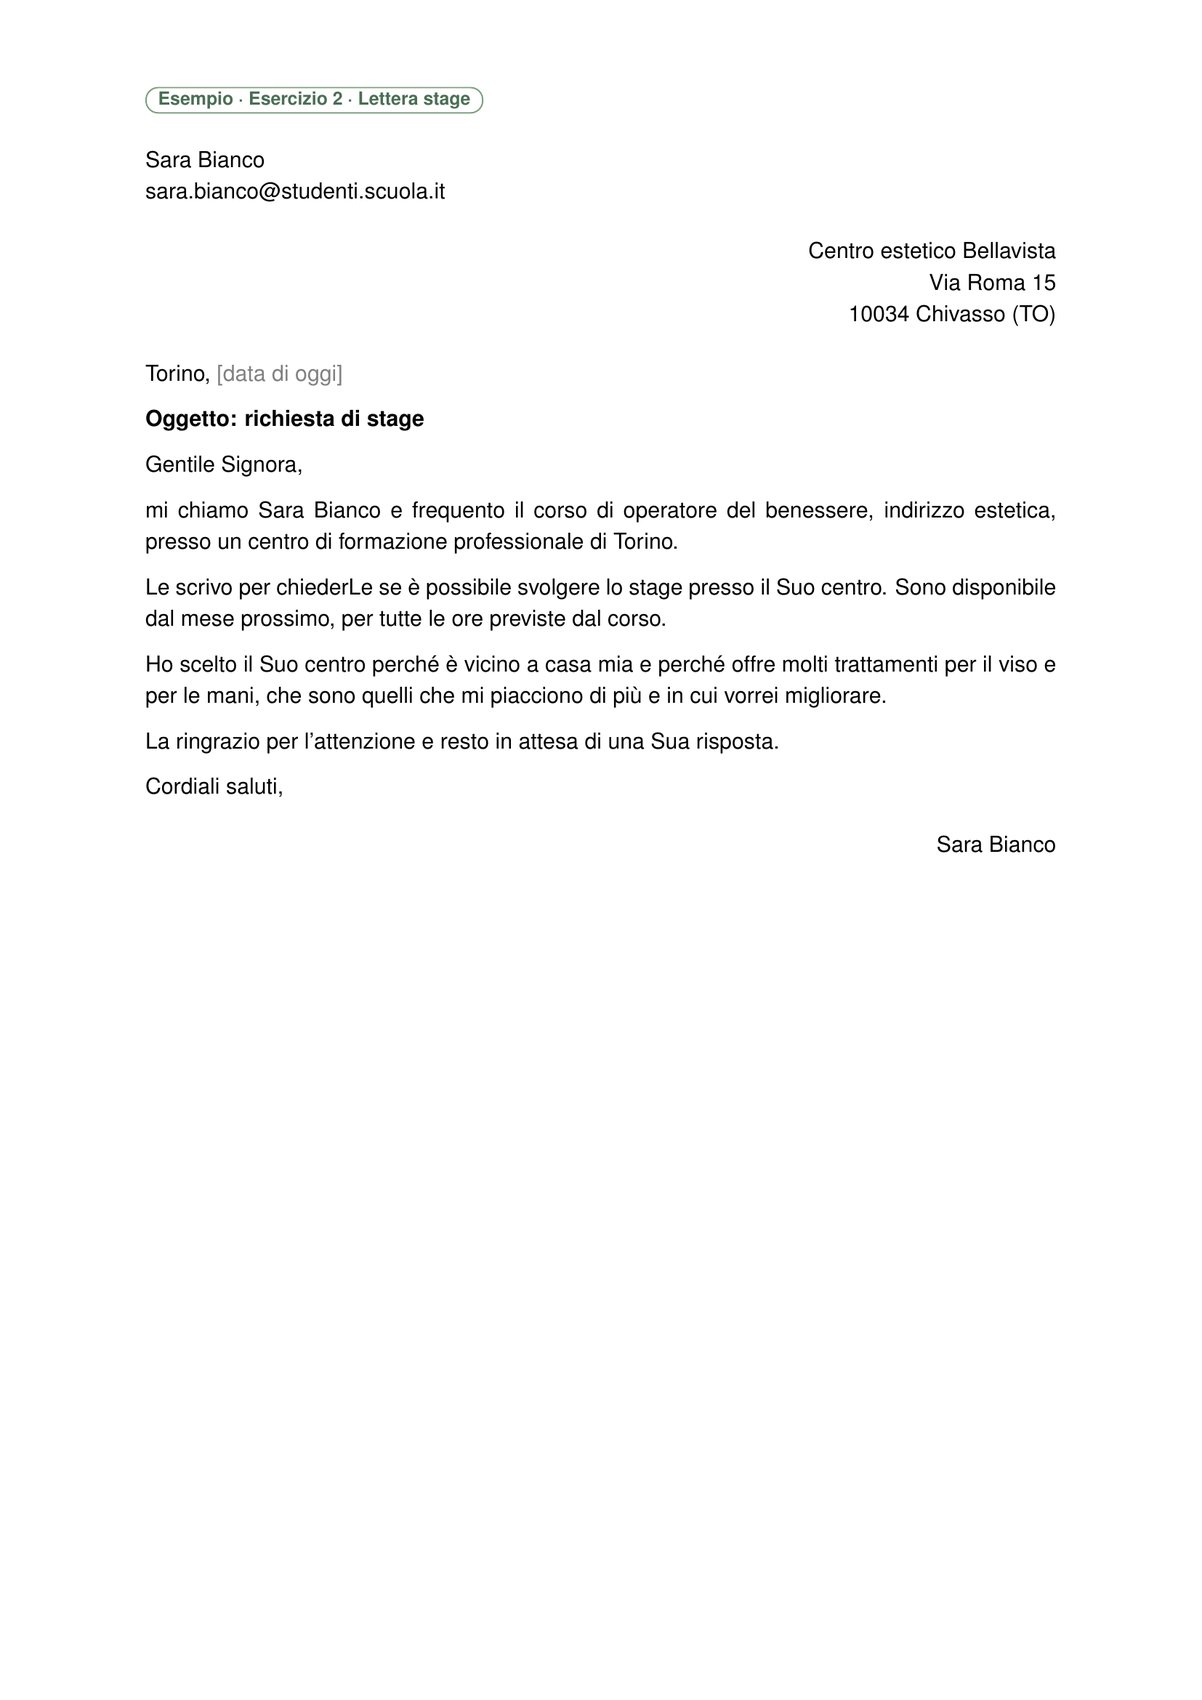 Esempio · Esercizio 2 · Lettera stage
Sara Bianco
sara.bianco@studenti.scuola.it
Centro estetico Bellavista
Via Roma 15
10034 Chivasso (TO)
Torino, [data di oggi]
Oggetto: richiesta di stage
Gentile Signora,
mi chiamo Sara Bianco e frequento il corso di operatore del benessere, indirizzo estetica,
presso un centro di formazione professionale di Torino.
Le scrivo per chiederLe se è possibile svolgere lo stage presso il Suo centro. Sono disponibile
dal mese prossimo, per tutte le ore previste dal corso.
Ho scelto il Suo centro perché è vicino a casa mia e perché offre molti trattamenti per il viso e
per le mani, che sono quelli che mi piacciono di più e in cui vorrei migliorare.
La ringrazio per l’attenzione e resto in attesa di una Sua risposta.
Cordiali saluti,
Sara Bianco